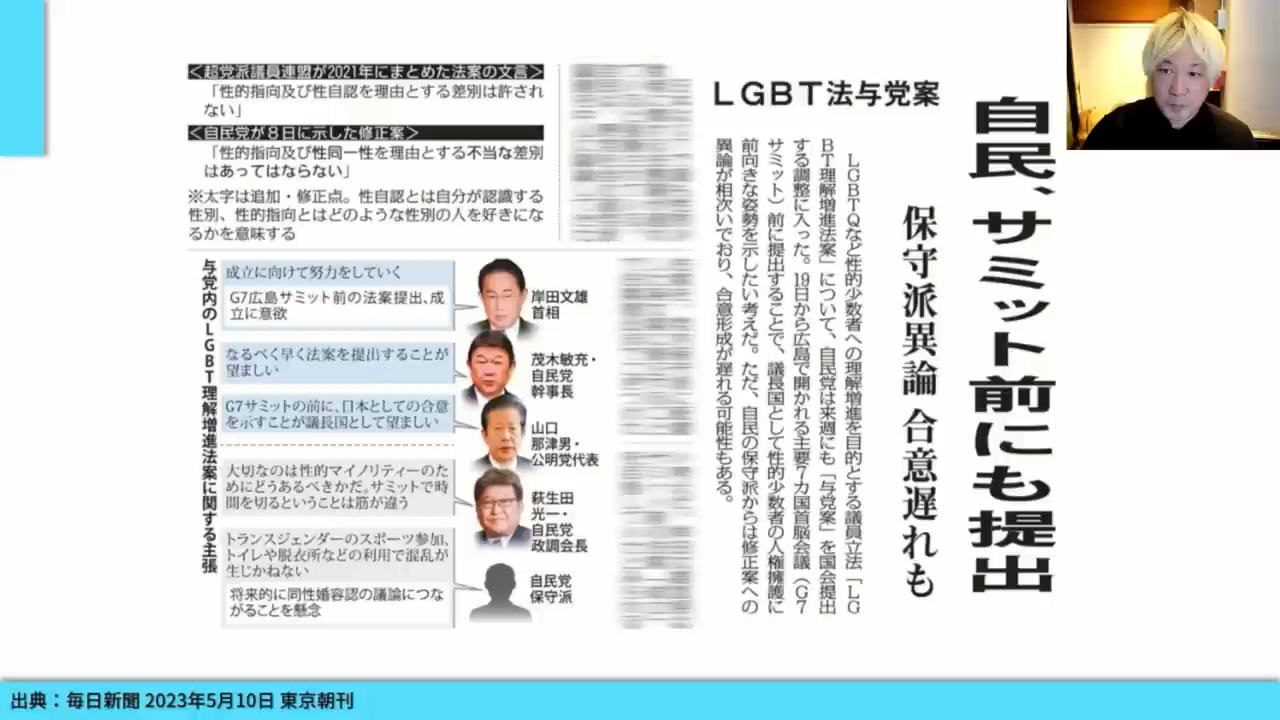 自民、サミット前にも提出
保守派異論 合意遅れも
LGBT法与党案
LGBTQなど性的少数者への理解増進を目的とする議員立法「LG
BT理解増進法案」について、自民党は来週にも「与党案」を国会提出
する調整に入った。19日から広島で開かれる主要7カ国首脳会議（G7
サミット）前に提出することで、議長国として性的少数者の人権擁護に
前向きな姿勢を示したい考えだ。ただ、自民の保守派からは修正案への
異論が相次いでおり、合意形成が遅れる可能性もある。
＜超党派議員連盟が2021年にまとめた法案の文言＞
「性的指向及び性自認を理由とする差別は許され
ない」
＜自民党が８日に示した修正案＞
「性的指向及び性同一性を理由とする不当な差別
はあってはならない」
※太字は追加・修正点。性自認とは自分が認識する
性別、性的指向とはどのような性別の人を好きにな
るかを意味する
与党内のLGBT理解増進法案に関する主張
成立に向けて努力をしていく
G7広島サミット前の法案提出、成
立に意欲
岸田文雄
首相
なるべく早く法案を提出することが
望ましい
茂木敏充・
自民党
幹事長
G7サミットの前に、日本としての合意
を示すことが議長国として望ましい
山口
那津男・
公明党代表
大切なのは性的マイノリティーのた
めにどうあるべきかだ。サミットで時
間を切るということは筋が違う
萩生田
光一・
自民党
政調会長
トランスジェンダーのスポーツ参加、
トイレや脱衣所などの利用で混乱が
生じかねない
将来的に同性婚容認の議論につな
がることを懸念
自民党
保守派
出典：毎日新聞 2023年5月10日 東京朝刊